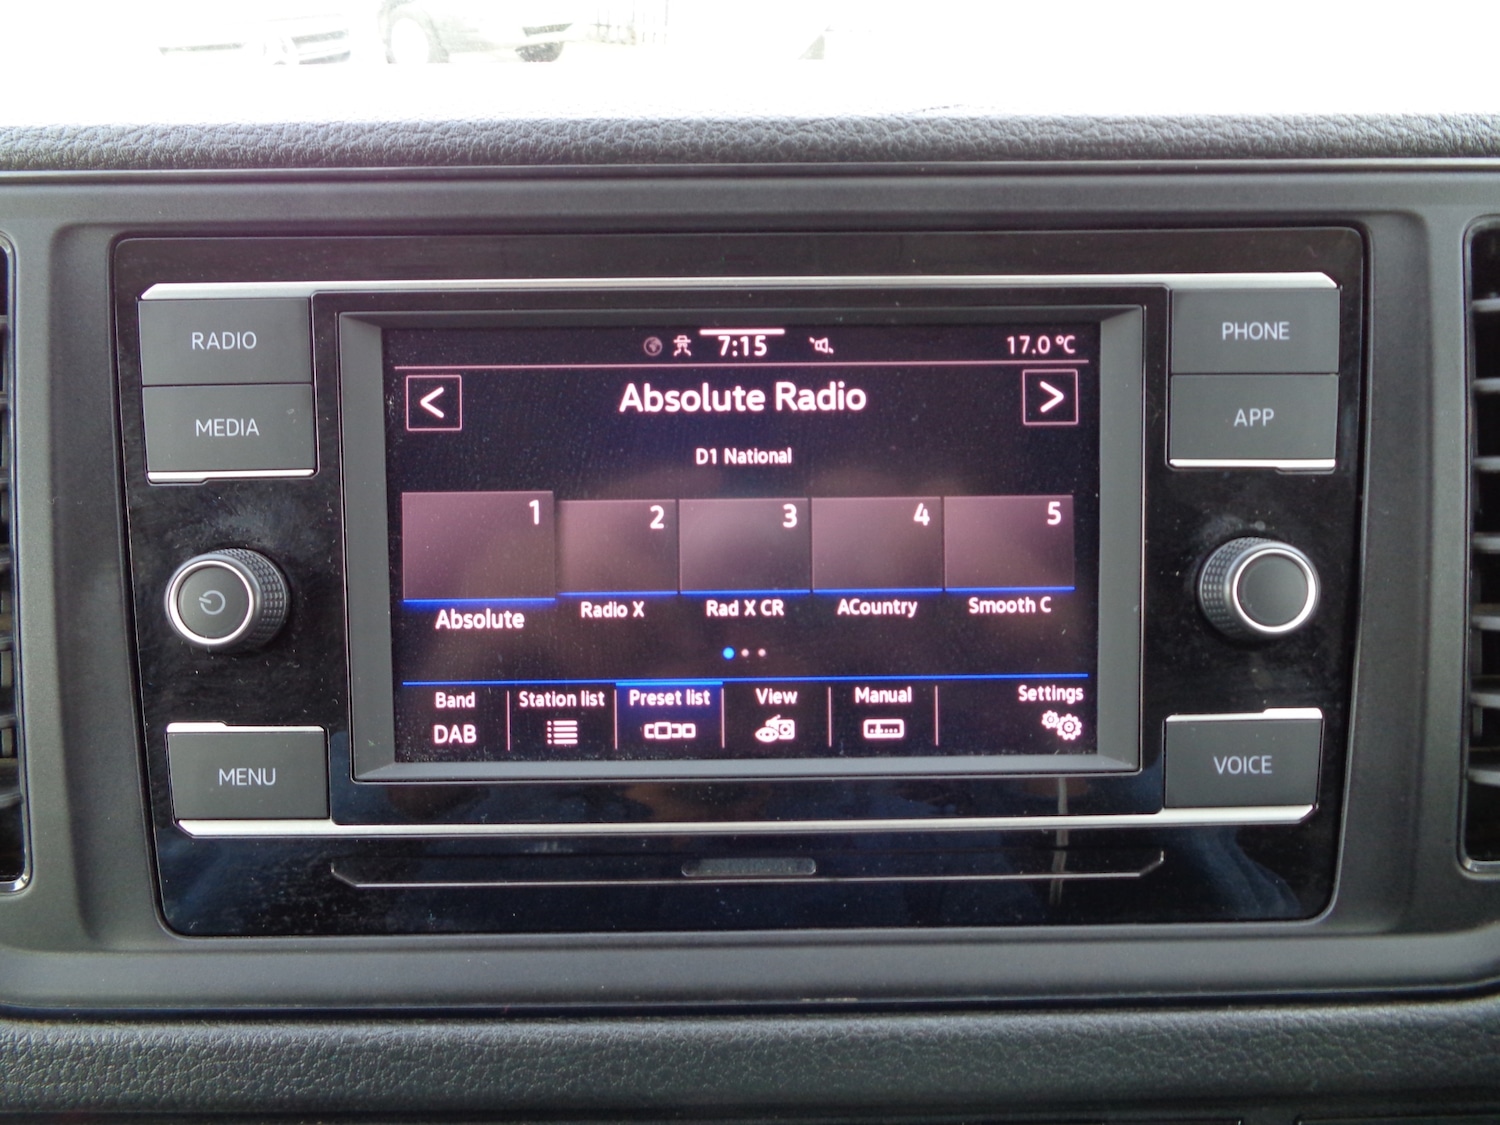 7:15 17.0 °C
RADIO
PHONE
Absolute Radio
MEDIA
APP
D1 National
1 2 3 4 5
Absolute Radio X Rad X CR ACountry Smooth C
Band Station list Preset list View Manual Settings
DAB
MENU
VOICE